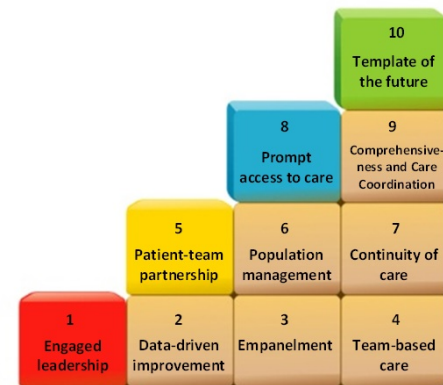 10
Template of
the future
8
Prompt
access to care
9
Comprehensive-
ness and Care
Coordination
5
Patient-team
partnership
6
Population
management
7
Continuity of
care
1
Engaged
leadership
2
Data-driven
improvement
3
Empanelment
4
Team-based
care